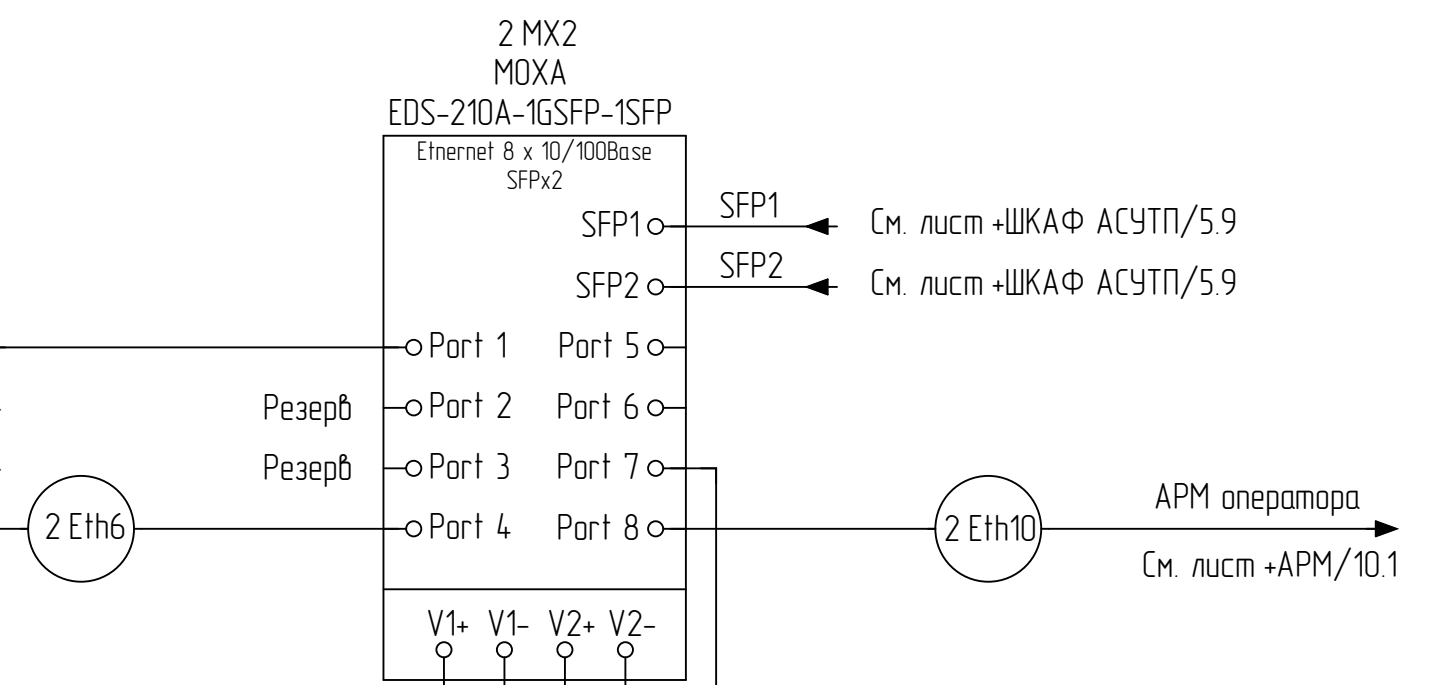 2 MX2
MOXA
EDS-210A-1GSFP-1SFP
Etnernet 8 x 10/100Base
SFPx2
SFP1 SFP1 См. лист +ШКАФ АСУТП/5.9
SFP2 SFP2 См. лист +ШКАФ АСУТП/5.9
Port 1 Port 5
Резерв Port 2 Port 6
Резерв Port 3 Port 7
2 Eth6 Port 4 Port 8 2 Eth10 АРМ оператора
См. лист +АРМ/10.1
V1+ V1- V2+ V2-